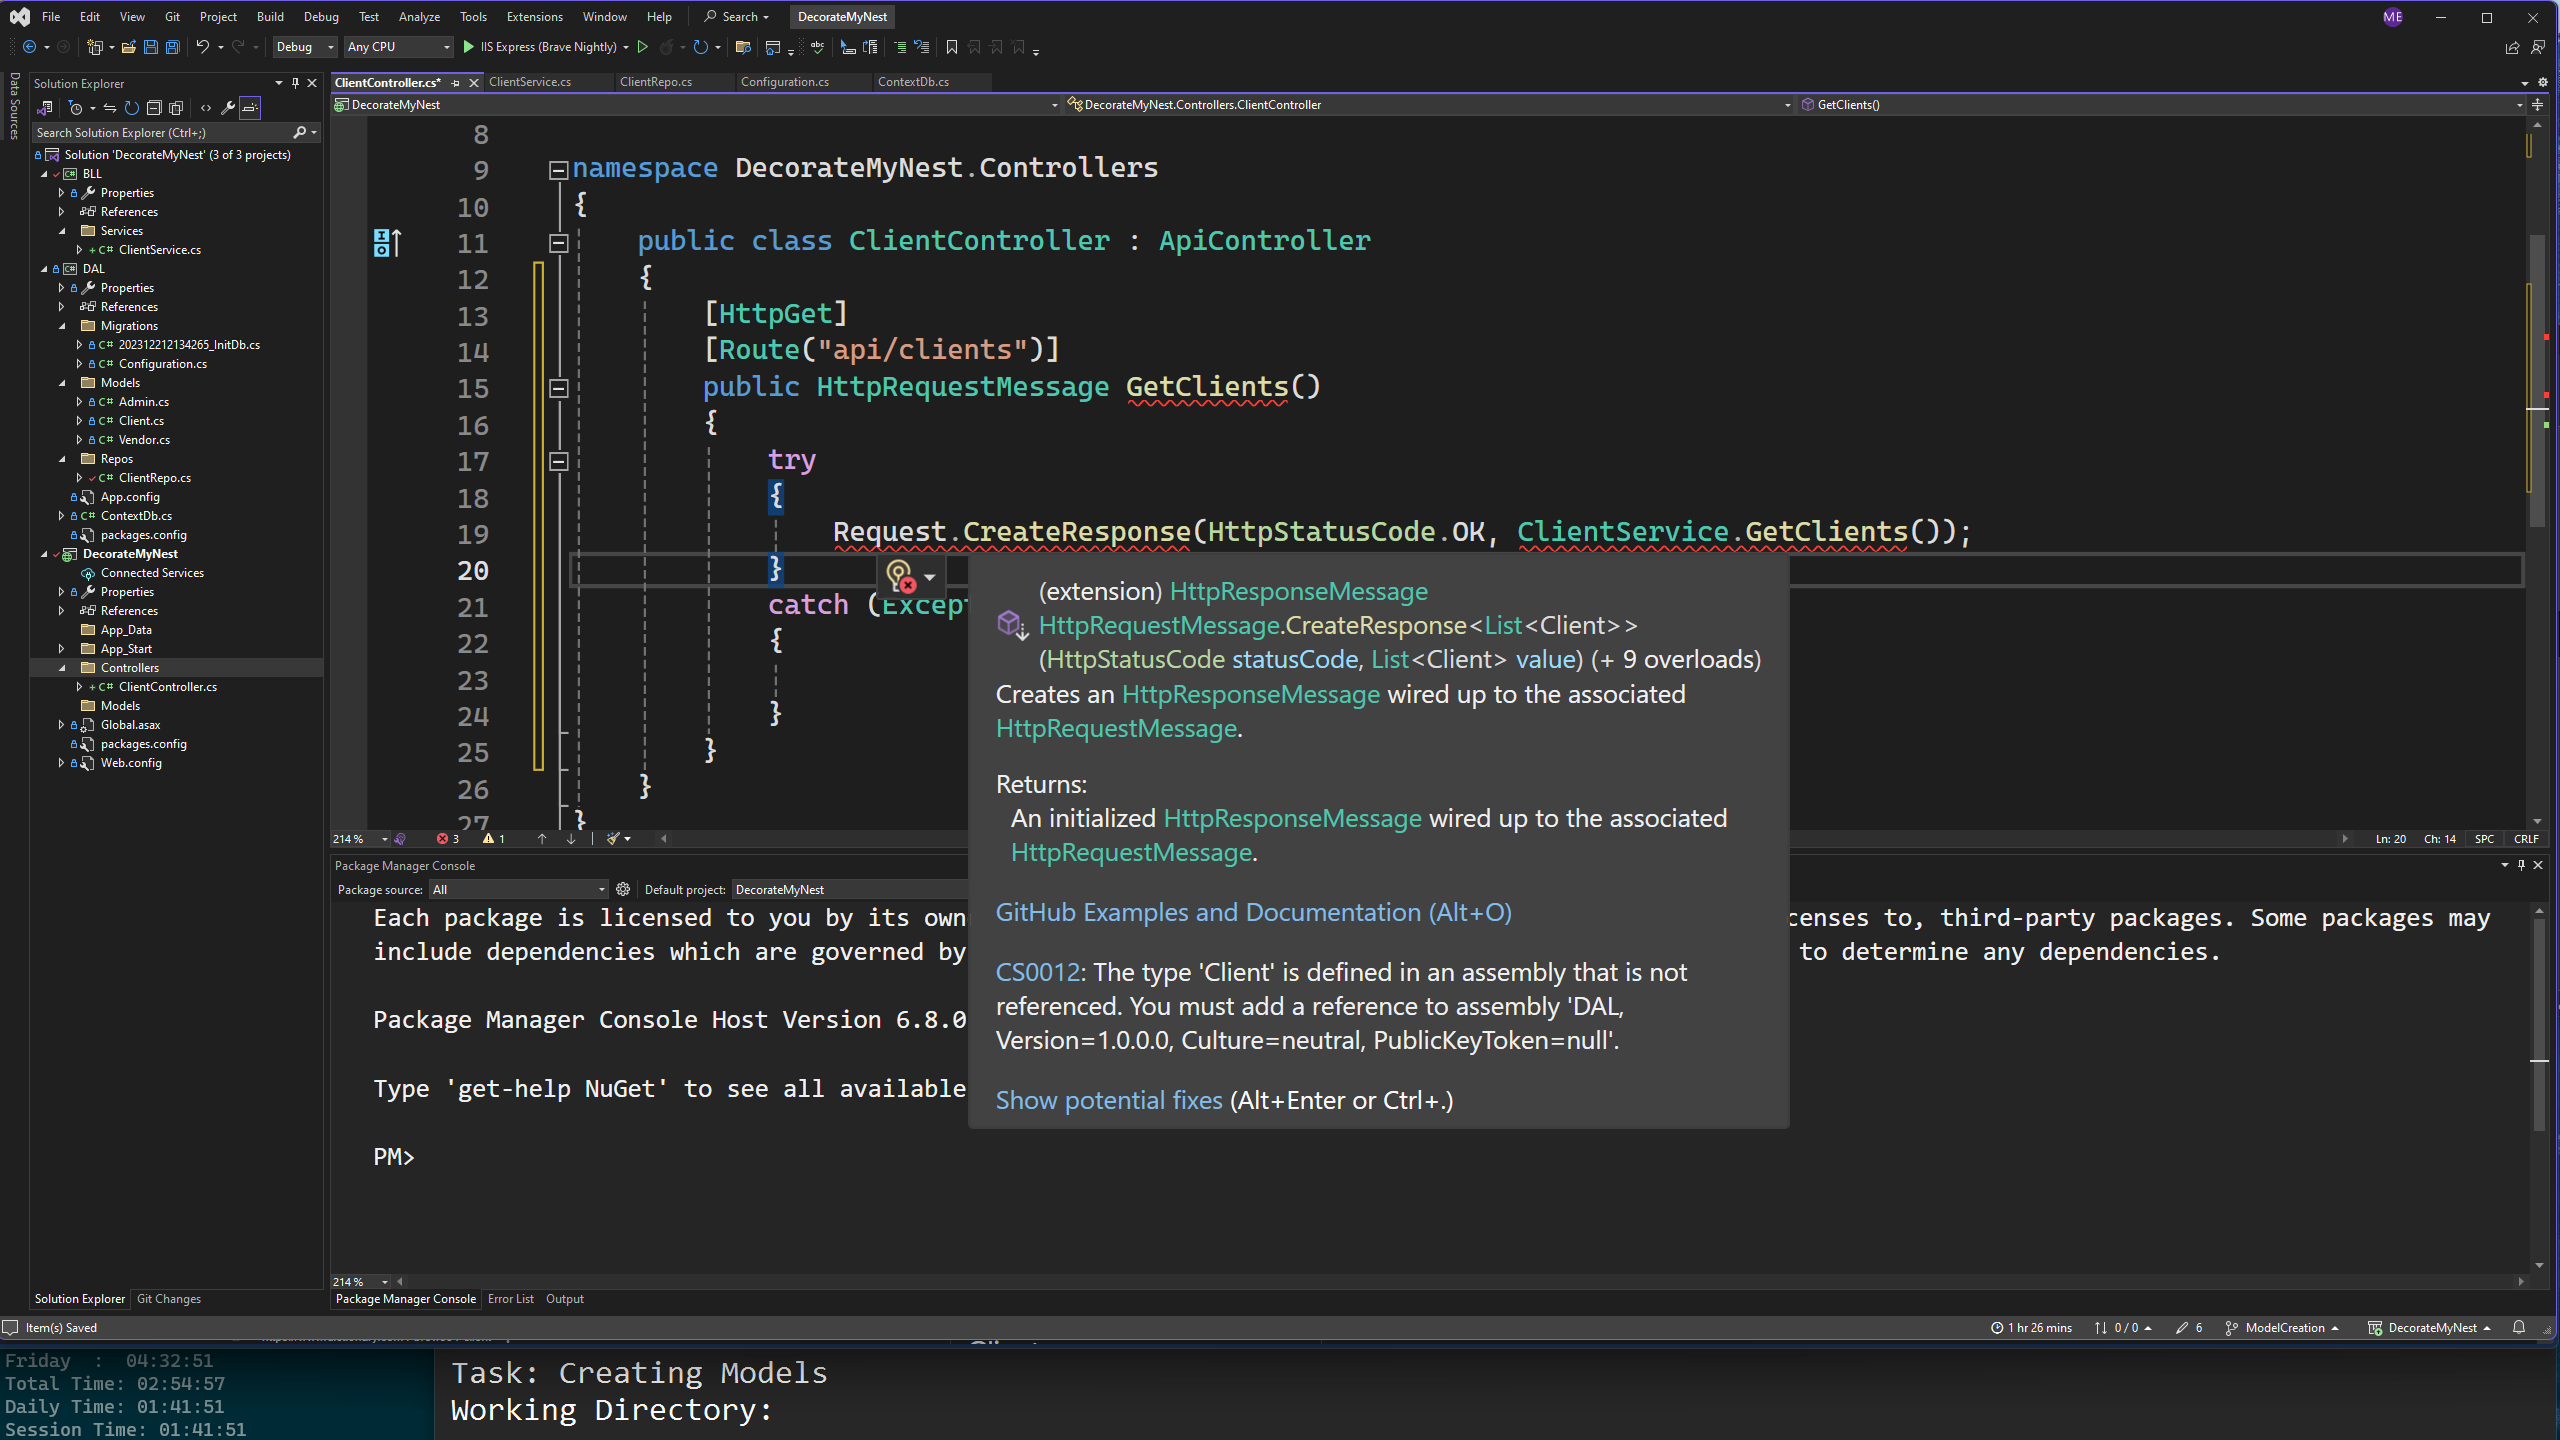 File Edit View Git Project Build Debug Test Analyze Tools Extensions Window Help Search DecorateMyNest ME
Debug Any CPU IIS Express (Brave Nightly)
Data Sources
Solution Explorer
Search Solution Explorer (Ctrl+;)
Solution 'DecorateMyNest' (3 of 3 projects)
BLL
Properties
References
Services
ClientService.cs
DAL
Properties
References
Migrations
202312212134265_InitDb.cs
Configuration.cs
Models
Admin.cs
Client.cs
Vendor.cs
Repos
ClientRepo.cs
App.config
ContextDb.cs
packages.config
DecorateMyNest
Connected Services
Properties
References
App_Data
App_Start
Controllers
ClientController.cs
Models
Global.asax
packages.config
Web.config
Solution Explorer Git Changes
ClientController.cs* ClientService.cs ClientRepo.cs Configuration.cs ContextDb.cs
DecorateMyNest DecorateMyNest.Controllers.ClientController GetClients()
8
9 namespace DecorateMyNest.Controllers
10 {
11 public class ClientController : ApiController
12 {
13 [HttpGet]
14 [Route("api/clients")]
15 public HttpRequestMessage GetClients()
16 {
17 try
18 {
19 Request.CreateResponse(HttpStatusCode.OK, ClientService.GetClients());
20 }
21 catch (Except
22 {
23
24 }
25 }
26 }
27 }
(extension) HttpResponseMessage
HttpRequestMessage.CreateResponse<List<Client>>
(HttpStatusCode statusCode, List<Client> value) (+ 9 overloads)
Creates an HttpResponseMessage wired up to the associated
HttpRequestMessage.
Returns:
An initialized HttpResponseMessage wired up to the associated
HttpRequestMessage.
GitHub Examples and Documentation (Alt+O)
CS0012: The type 'Client' is defined in an assembly that is not
referenced. You must add a reference to assembly 'DAL,
Version=1.0.0.0, Culture=neutral, PublicKeyToken=null'.
Show potential fixes (Alt+Enter or Ctrl+.)
214 % 3 1 Ln: 20 Ch: 14 SPC CRLF
Package Manager Console
Package source: All Default project: DecorateMyNest
Each package is licensed to you by its own censes to, third-party packages. Some packages may
include dependencies which are governed by to determine any dependencies.
Package Manager Console Host Version 6.8.0
Type 'get-help NuGet' to see all available
PM>
214 %
Package Manager Console Error List Output
Item(s) Saved 1 hr 26 mins 0 / 0 6 ModelCreation DecorateMyNest
Friday : 04:32:51
Total Time: 02:54:57
Daily Time: 01:41:51
Session Time: 01:41:51
Task: Creating Models
Working Directory: